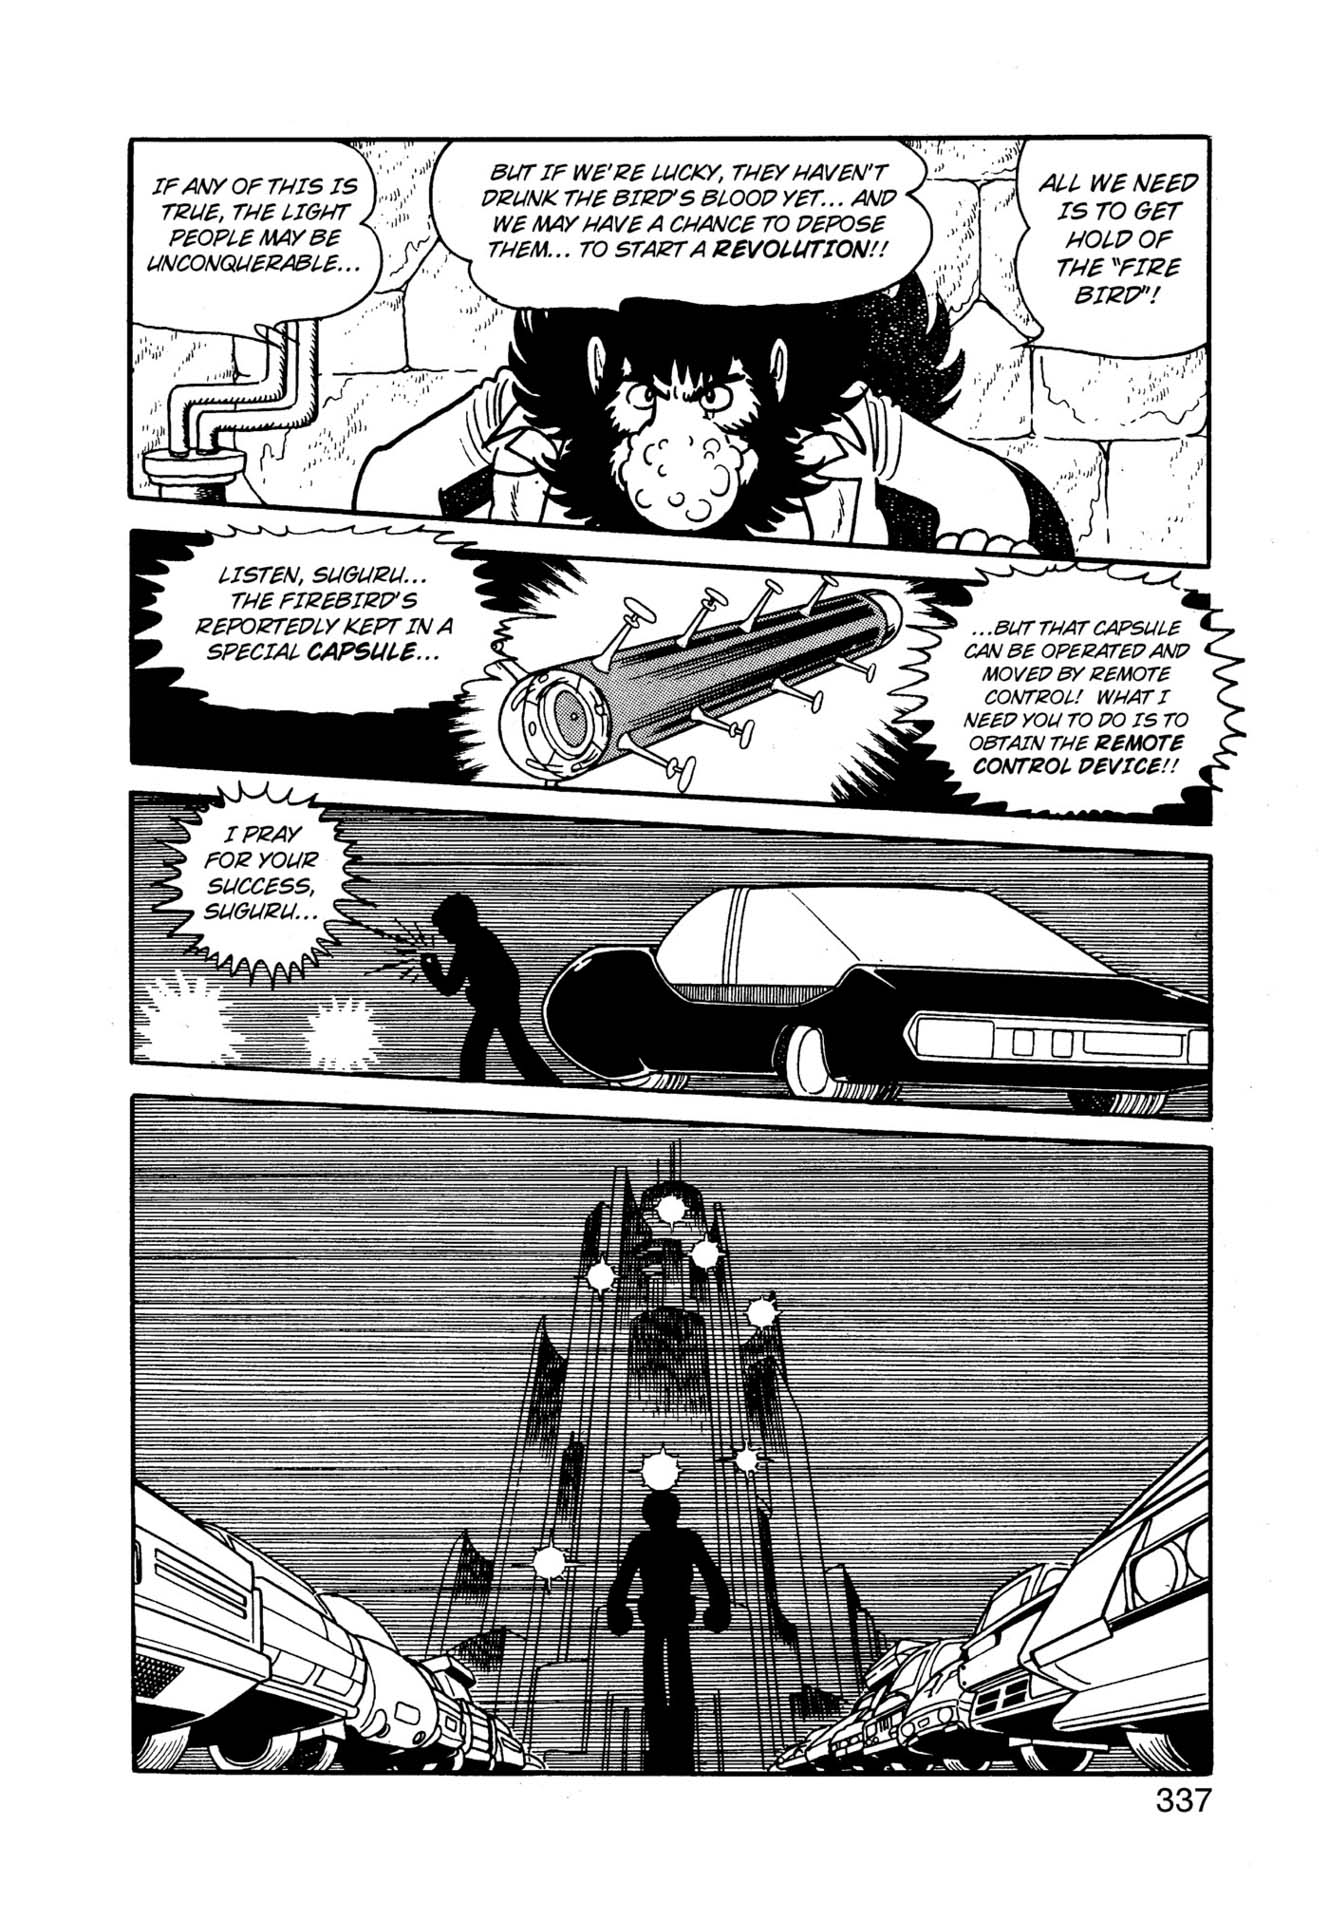 IF ANY OF THIS IS
TRUE, THE LIGHT
PEOPLE MAY BE
UNCONQUERABLE...
BUT IF WE'RE LUCKY, THEY HAVEN'T
DRUNK THE BIRD'S BLOOD YET... AND
WE MAY HAVE A CHANCE TO DEPOSE
THEM... TO START A REVOLUTION!!
ALL WE NEED
IS TO GET
HOLD OF
THE "FIRE
BIRD"!
LISTEN, SUGURU...
THE FIREBIRD'S
REPORTEDLY KEPT IN A
SPECIAL CAPSULE...
...BUT THAT CAPSULE
CAN BE OPERATED AND
MOVED BY REMOTE
CONTROL! WHAT I
NEED YOU TO DO IS TO
OBTAIN THE REMOTE
CONTROL DEVICE!!
I PRAY
FOR YOUR
SUCCESS,
SUGURU...
337